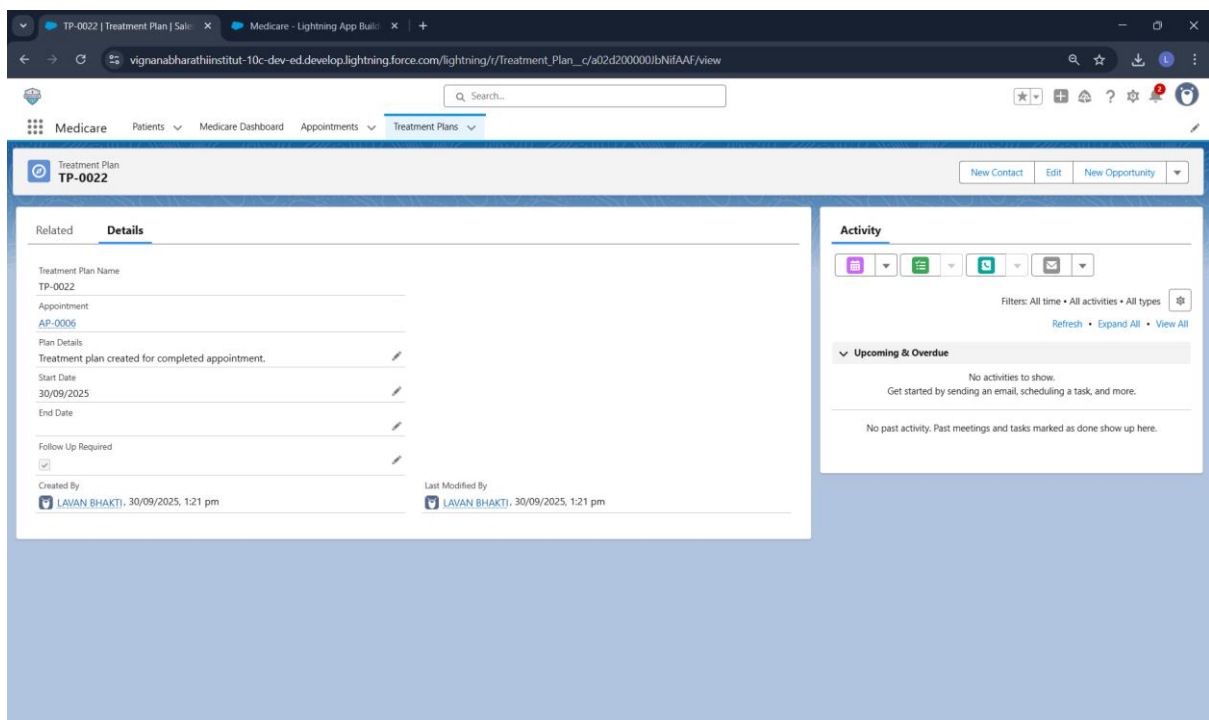 TP-0022 | Treatment Plan | Sale
Medicare - Lightning App Build
vignanabharathiinstitut-10c-dev-ed.develop.lightning.force.com/lightning/r/Treatment_Plan__c/a02d200000JbNifAAF/view
L
Search...
2
Medicare Patients Medicare Dashboard Appointments Treatment Plans
Treatment Plan
TP-0022
New Contact Edit New Opportunity
Related Details
Treatment Plan Name
TP-0022
Appointment
AP-0006
Plan Details
Treatment plan created for completed appointment.
Start Date
30/09/2025
End Date
Follow Up Required
Created By
LAVAN BHAKTI, 30/09/2025, 1:21 pm
Last Modified By
LAVAN BHAKTI, 30/09/2025, 1:21 pm
Activity
Filters: All time • All activities • All types
Refresh • Expand All • View All
Upcoming & Overdue
No activities to show.
Get started by sending an email, scheduling a task, and more.
No past activity. Past meetings and tasks marked as done show up here.